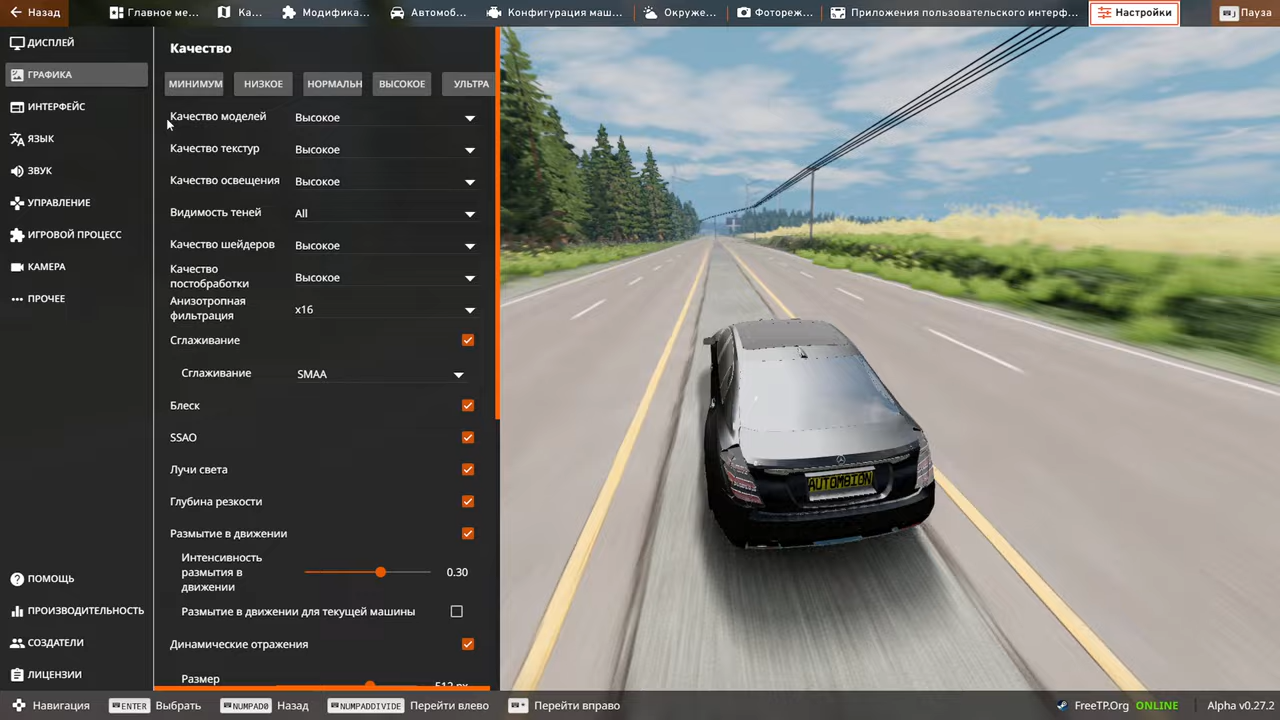 Назад
Главное ме...
Ка...
Модифика...
Автомоб...
Конфигурация маш...
Окруже...
Фотореж...
Приложения пользовательского интерф...
Настройки
Пауза
ДИСПЛЕЙ
ГРАФИКА
ИНТЕРФЕЙС
ЯЗЫК
ЗВУК
УПРАВЛЕНИЕ
ИГРОВОЙ ПРОЦЕСС
КАМЕРА
ПРОЧЕЕ
ПОМОЩЬ
ПРОИЗВОДИТЕЛЬНОСТЬ
СОЗДАТЕЛИ
ЛИЦЕНЗИИ
Качество
МИНИМУМ НИЗКОЕ НОРМАЛЬН ВЫСОКОЕ УЛЬТРА
Качество моделей Высокое
Качество текстур Высокое
Качество освещения Высокое
Видимость теней All
Качество шейдеров Высокое
Качество
постобработки Высокое
Анизотропная
фильтрация x16
Сглаживание
Сглаживание SMAA
Блеск
SSAO
Лучи света
Глубина резкости
Размытие в движении
Интенсивность
размытия в
движении 0.30
Размытие в движении для текущей машины
Динамические отражения
Размер 512 px
AUTOM8ION
Навигация
ENTER Выбрать
NUMPAD0 Назад
NUMPADDIVIDE Перейти влево
Перейти вправо
FreeTP.Org ONLINE
Alpha v0.27.2